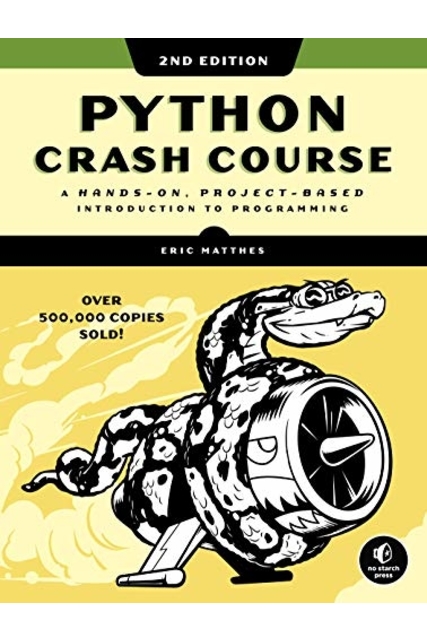 2ND EDITION
PYTHON
CRASH COURSE
A HANDS-ON, PROJECT-BASED
INTRODUCTION TO PROGRAMMING
ERIC MATTHES
OVER
500,000 COPIES
SOLD!
no starch
press